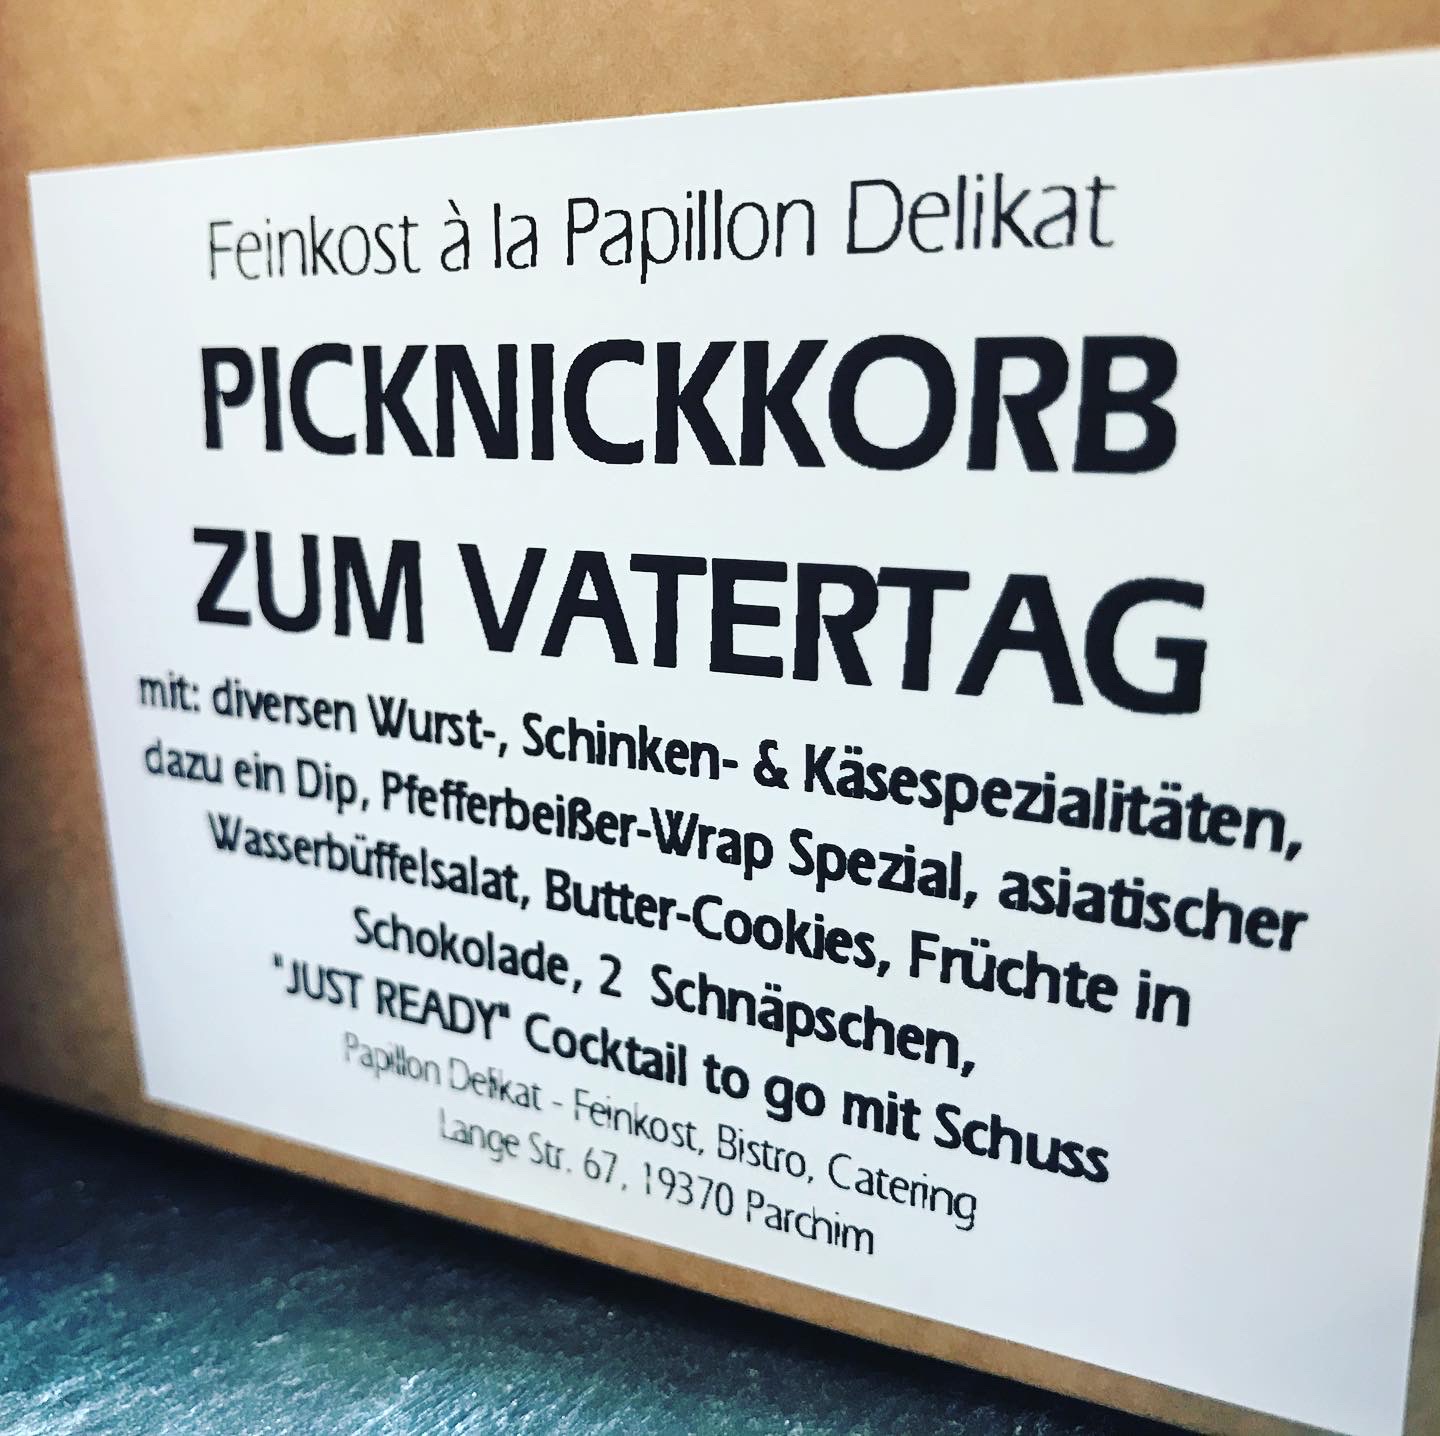 Feinkost à la Papillon Delikat
PICKNICKKORB
ZUM VATERTAG
mit: diversen Wurst-, Schinken- & Käsespezialitäten,
dazu ein Dip, Pfefferbeißer-Wrap Spezial, asiatischer
Wasserbüffelsalat, Butter-Cookies, Früchte in
Schokolade, 2 Schnäpschen,
"JUST READY" Cocktail to go mit Schuss
Papillon Delikat - Feinkost, Bistro, Catering
Lange Str. 67, 19370 Parchim